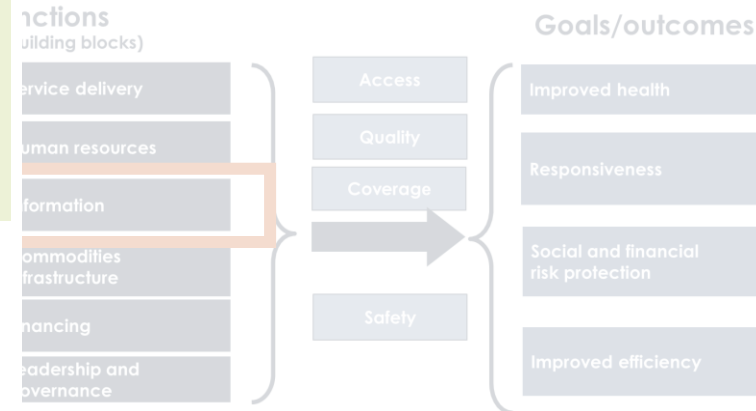 nctions
uilding blocks)
ervice delivery
uman resources
formation
ommodities
frastructure
nancing
eadership and
overnance
Access
Quality
Coverage
Safety
Goals/outcomes
Improved health
Responsiveness
Social and financial
risk protection
Improved efficiency